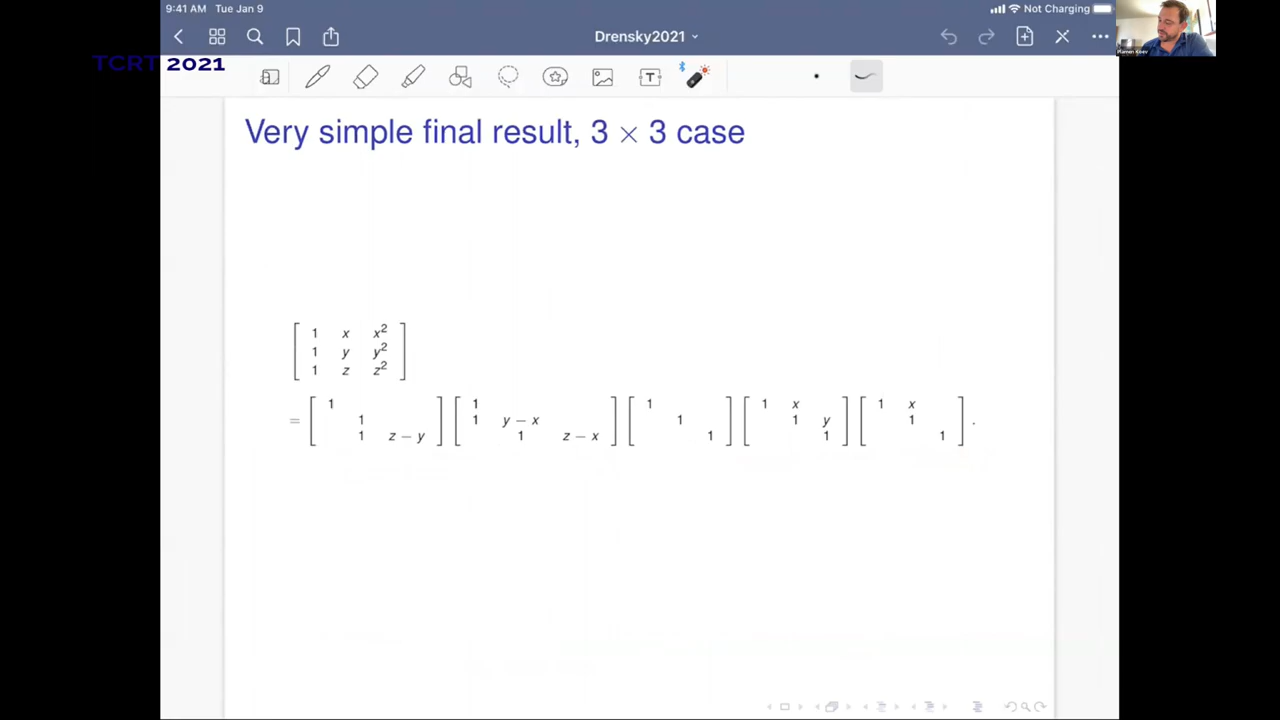 9:41 AM Tue Jan 9
Not Charging
Drensky2021
TCRT 2021
T
Plamen Koev
Very simple final result, 3 × 3 case
[ 1 x x² ]
[ 1 y y² ]
[ 1 z z² ]
= [ 1 ] [ 1 ] [ 1 ] [ 1 x ] [ 1 x ]
[ 1 ] [ 1 y − x ] [ 1 ] [ 1 y ] [ 1 ] .
[ 1 z − y ] [ 1 z − x ] [ 1 ] [ 1 ] [ 1 ]